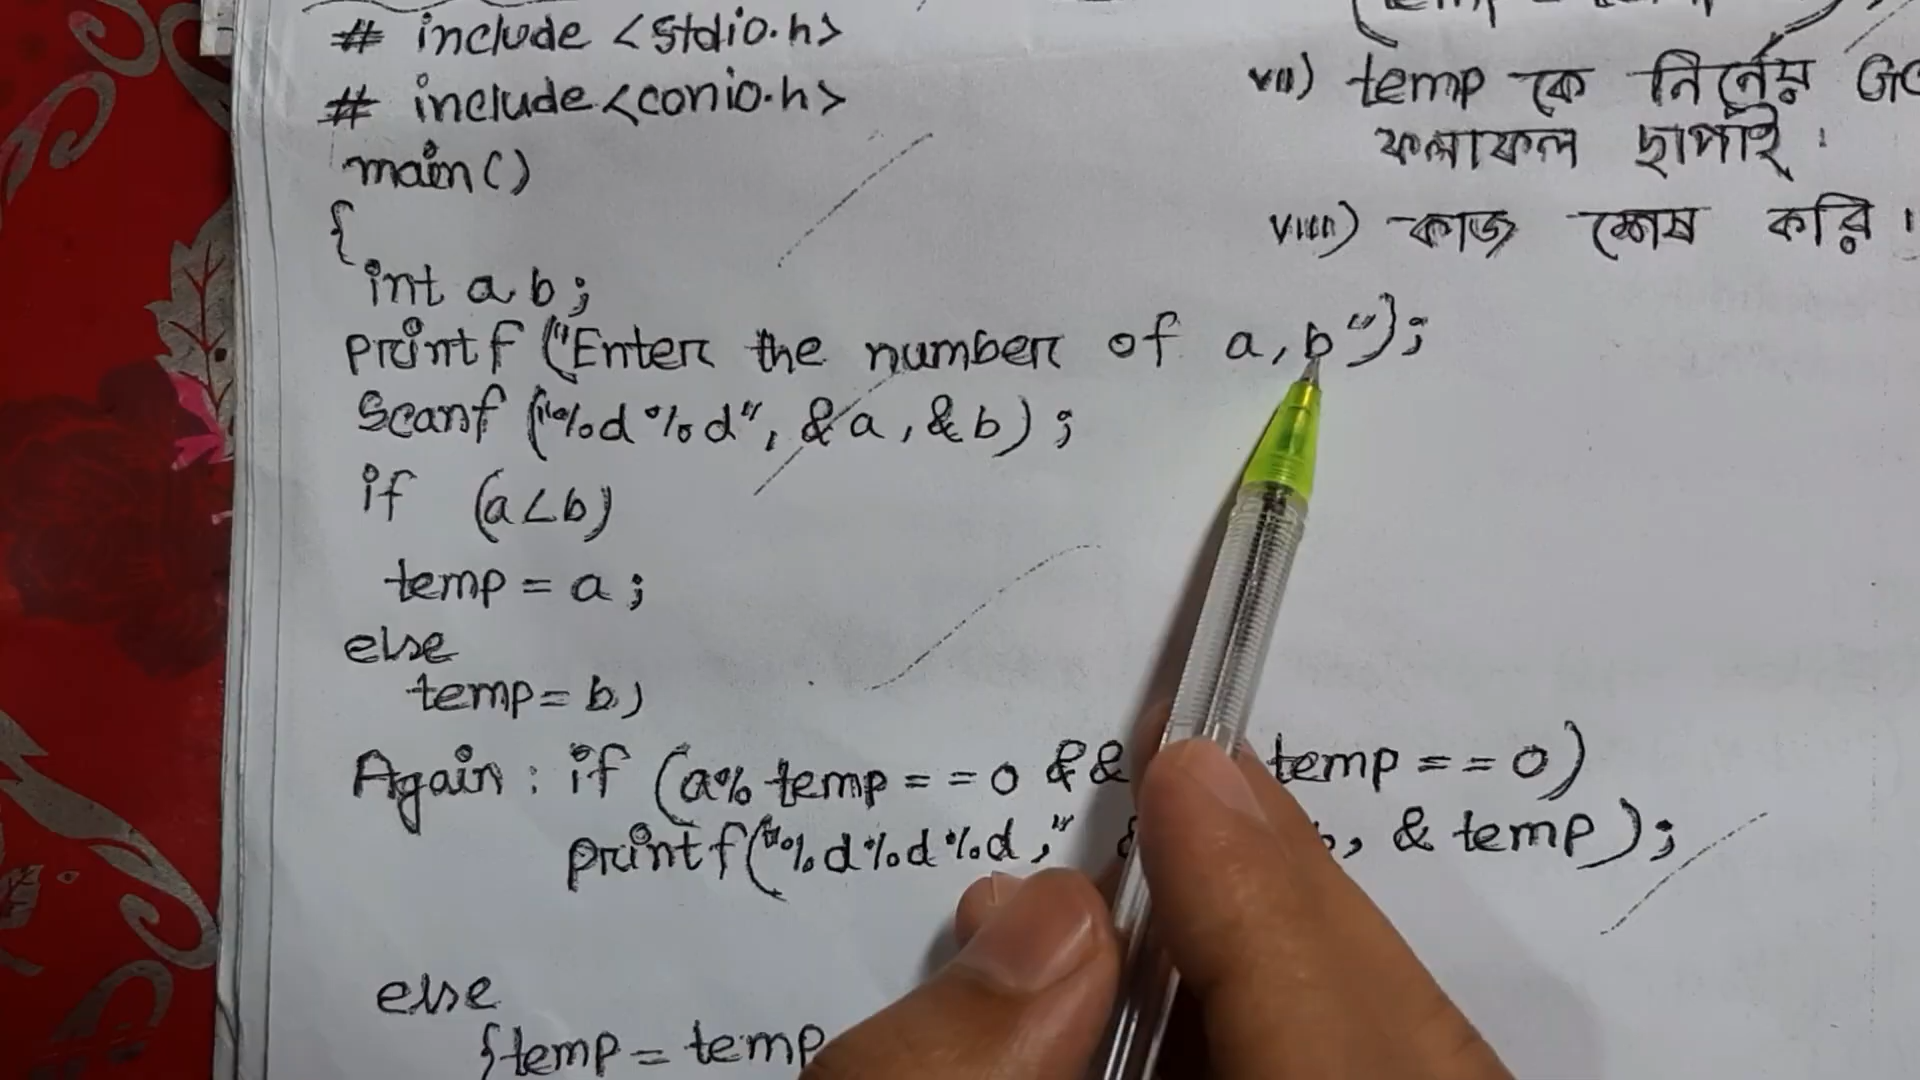 # include <stdio.h>
# include <conio.h>
main()
{
int a, b;
printf ("Enter the number of a,b");
Scanf ("%d %d", &a, &b);
if (a<b)
temp = a;
else
temp = b;
Again: if (a% temp = = 0 && temp = = 0)
printf("%d%d%d," &temp);
else
{temp = temp
vii) temp কে নির্নেয়
ফলাফল ছাপাই।
viii) কাজ শেষ করি।